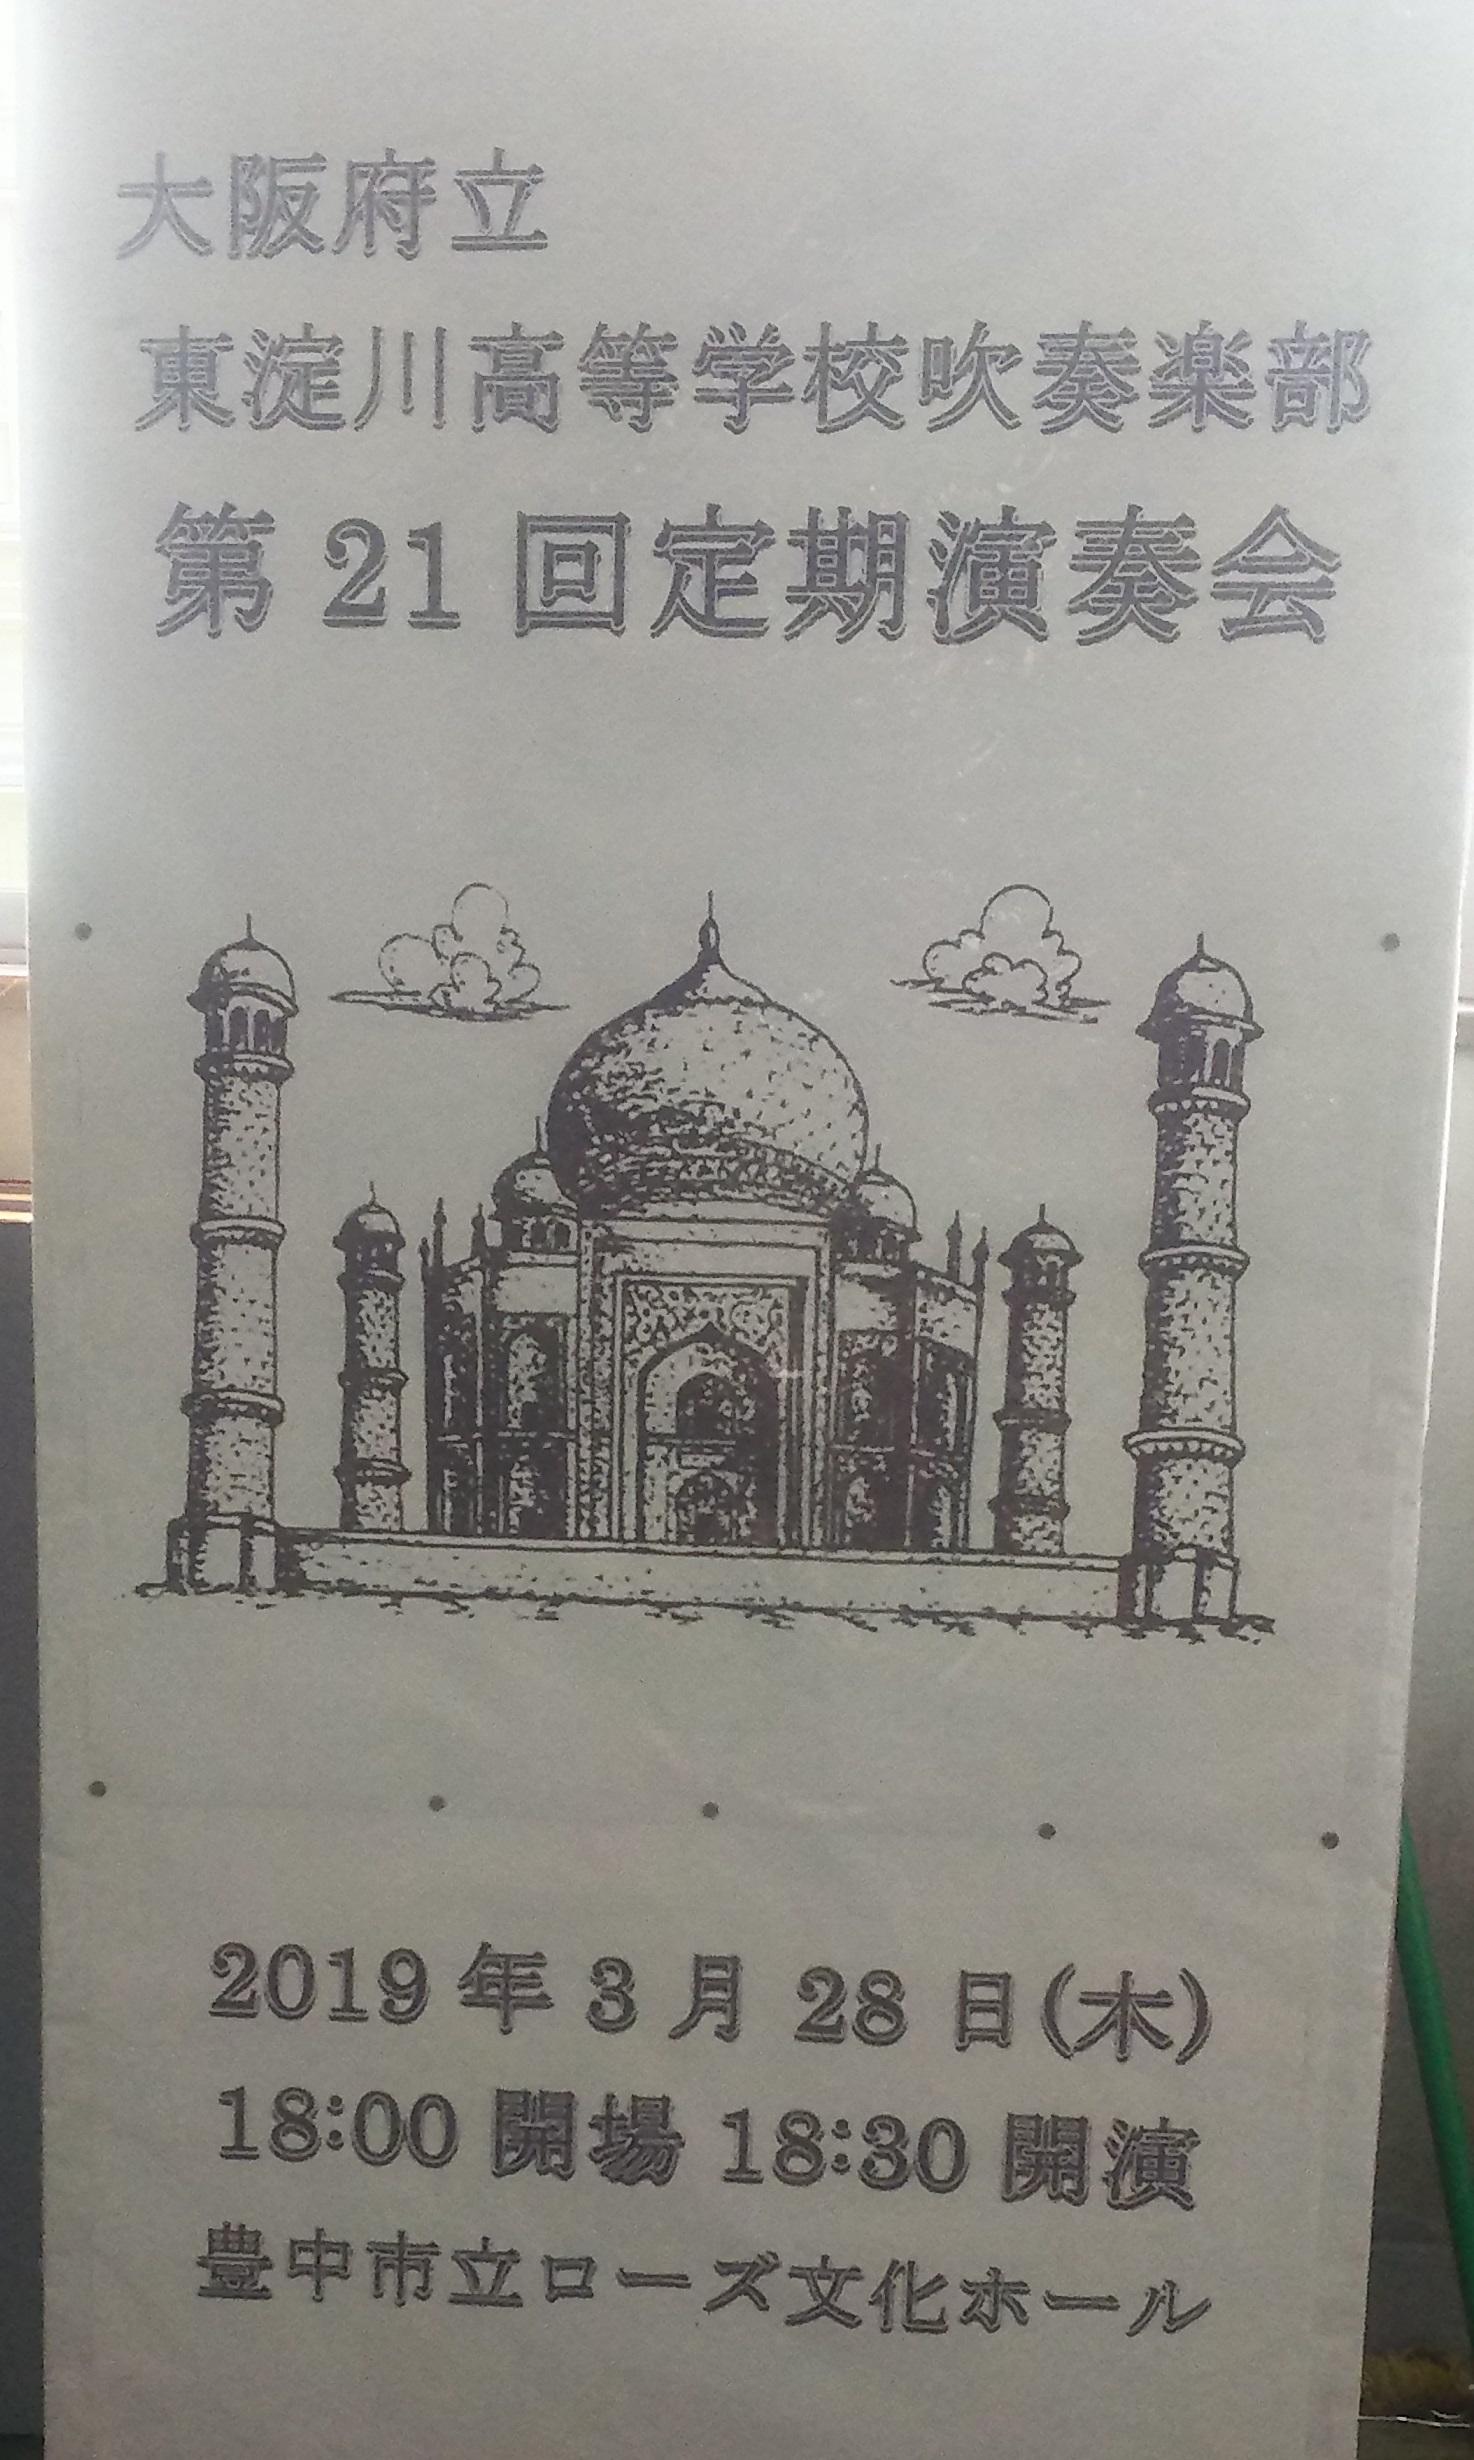 大阪府立
東淀川高等学校吹奏楽部
第21回定期演奏会
2019年3月28日(木)
18:00開場 18:30開演
豊中市立ローズ文化ホール